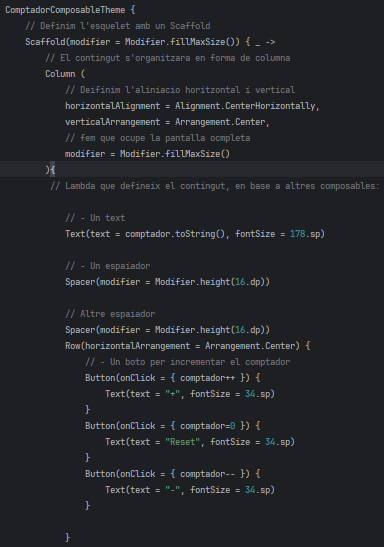 ComptadorComposableTheme {
// Definim l'esquelet amb un Scaffold
Scaffold(modifier = Modifier.fillMaxSize()) { _ ->
// El contingut s'organitzara en forma de columna
Column (
// Deifinim l'aliniacio horitzontal i vertical
horizontalAlignment = Alignment.CenterHorizontally,
verticalArrangement = Arrangement.Center,
// fem que ocupe la pantalla ocmpleta
modifier = Modifier.fillMaxSize()
){
// Lambda que defineix el contingut, en base a altres composables:
// - Un text
Text(text = comptador.toString(), fontSize = 178.sp)
// - Un espaiador
Spacer(modifier = Modifier.height(16.dp))
// Altre espaiador
Spacer(modifier = Modifier.height(16.dp))
Row(horizontalArrangement = Arrangement.Center) {
// - Un boto per incrementar el comptador
Button(onClick = { comptador++ }) {
Text(text = "+", fontSize = 34.sp)
}
Button(onClick = { comptador=0 }) {
Text(text = "Reset", fontSize = 34.sp)
}
Button(onClick = { comptador-- }) {
Text(text = "-", fontSize = 34.sp)
}
}